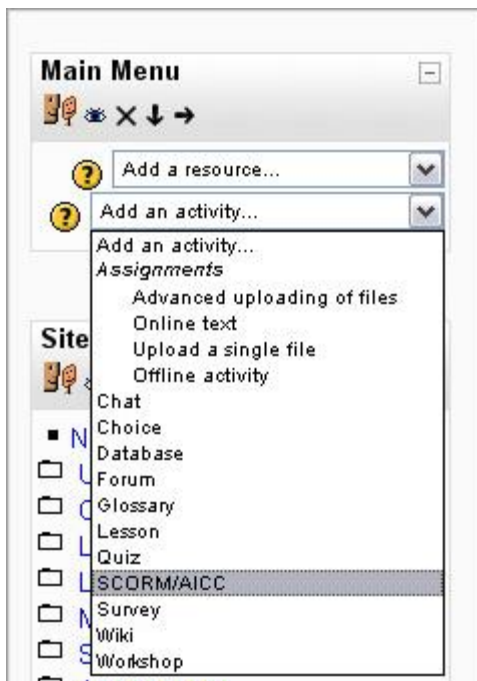 Main Menu
Add a resource...
Add an activity...
Add an activity...
Assignments
Advanced uploading of files
Online text
Upload a single file
Offline activity
Site
Chat
Choice
Database
Forum
Glossary
Lesson
Quiz
SCORM/AICC
Survey
Wiki
Workshop